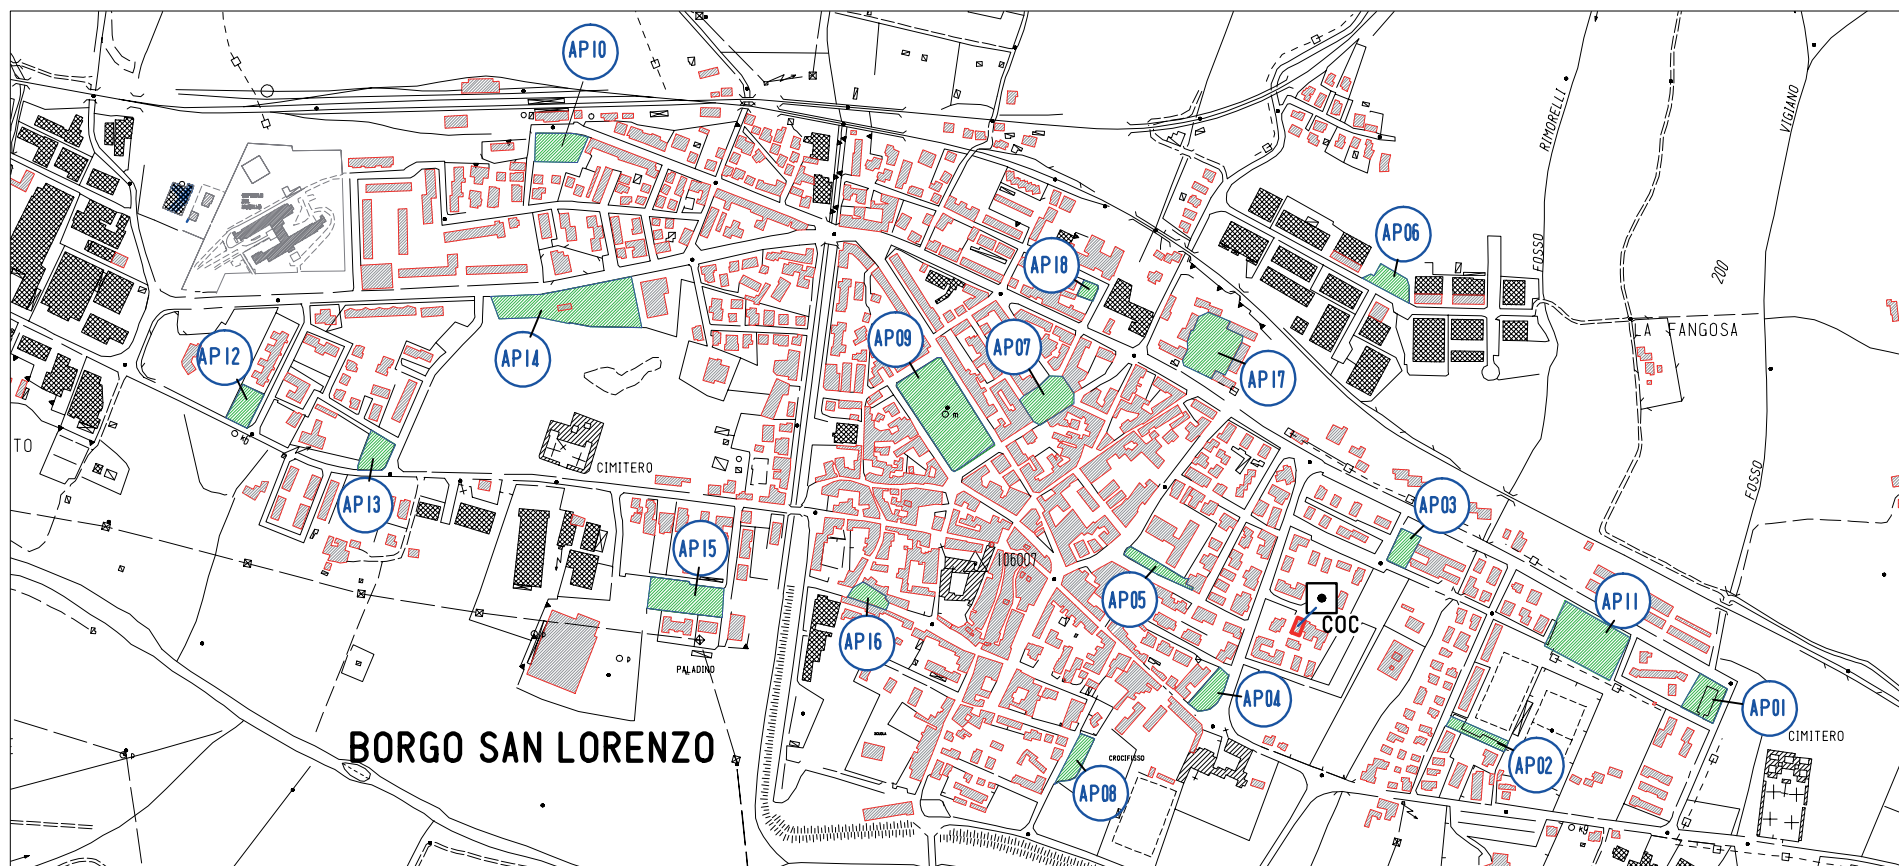 AP10
RIMORELLI
VIGIANO
AP06
AP18
FOSSO
200
LA FANGOSA
AP09
AP07
AP12
AP14
AP17
TO
CIMITERO
FOSSO
AP13
AP03
AP15
106007
AP05
AP11
COC
AP16
PALADINO
AP04
AP01
BORGO SAN LORENZO
SCUOLA
CIMITERO
CROCIFISSO
AP02
AP08